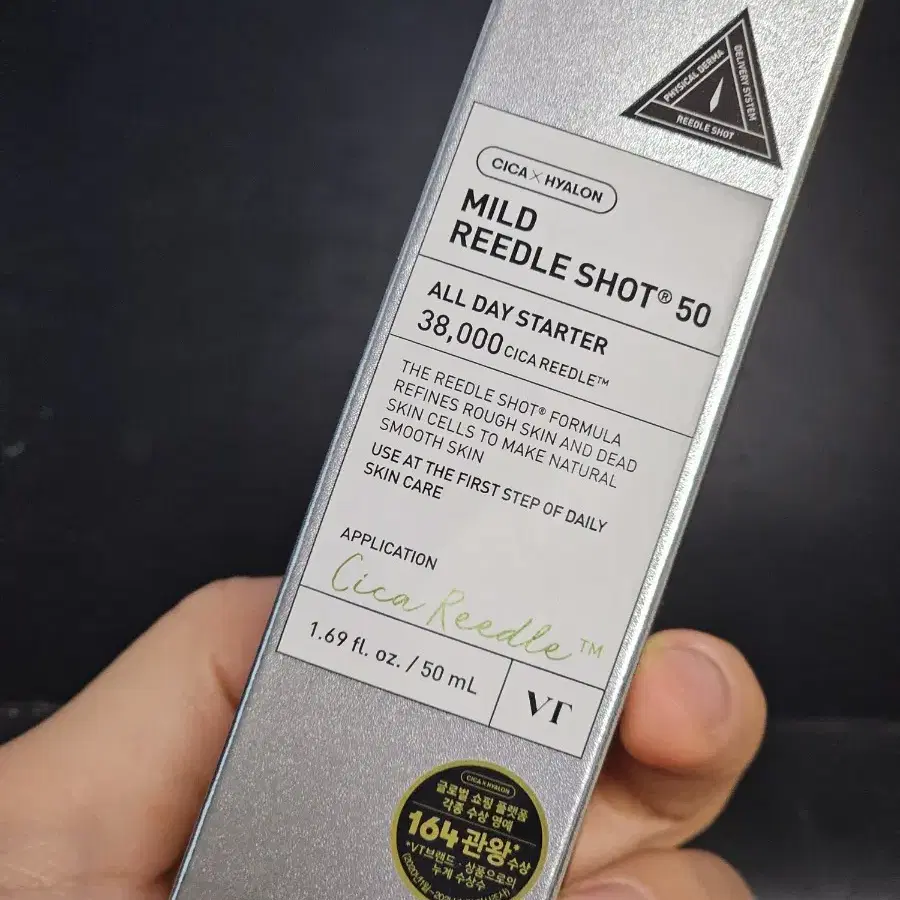 PHYSICAL DERMA
DELIVERY SYSTEM
REEDLE SHOT
CICA X HYALON
MILD
REEDLE SHOT® 50
ALL DAY STARTER
38,000 CICA REEDLE™
THE REEDLE SHOT® FORMULA
REFINES ROUGH SKIN AND DEAD
SKIN CELLS TO MAKE NATURAL
SMOOTH SKIN
USE AT THE FIRST STEP OF DAILY
SKIN CARE
APPLICATION
Cica Reedle™
1.69 fl. oz. / 50 mL
VT
CICA X HYALON
글로벌 쇼핑 플랫폼
각종 수상 영예
164관왕*수상
*VT브랜드·상품으로의
누계 수상수